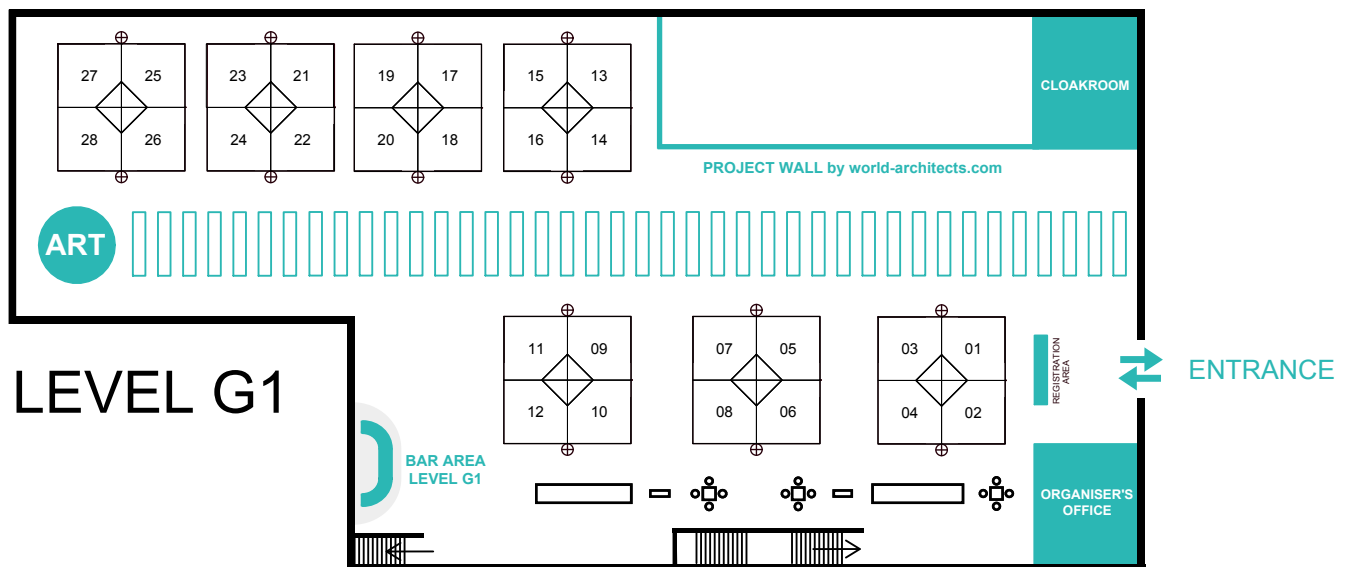 27 25 23 21 19 17 15 13
CLOAKROOM
28 26 24 22 20 18 16 14
PROJECT WALL by world-architects.com
ART
11 09 07 05 03 01
REGISTRATION
AREA
ENTRANCE
LEVEL G1
12 10 08 06 04 02
BAR AREA
LEVEL G1
ORGANISER'S
OFFICE